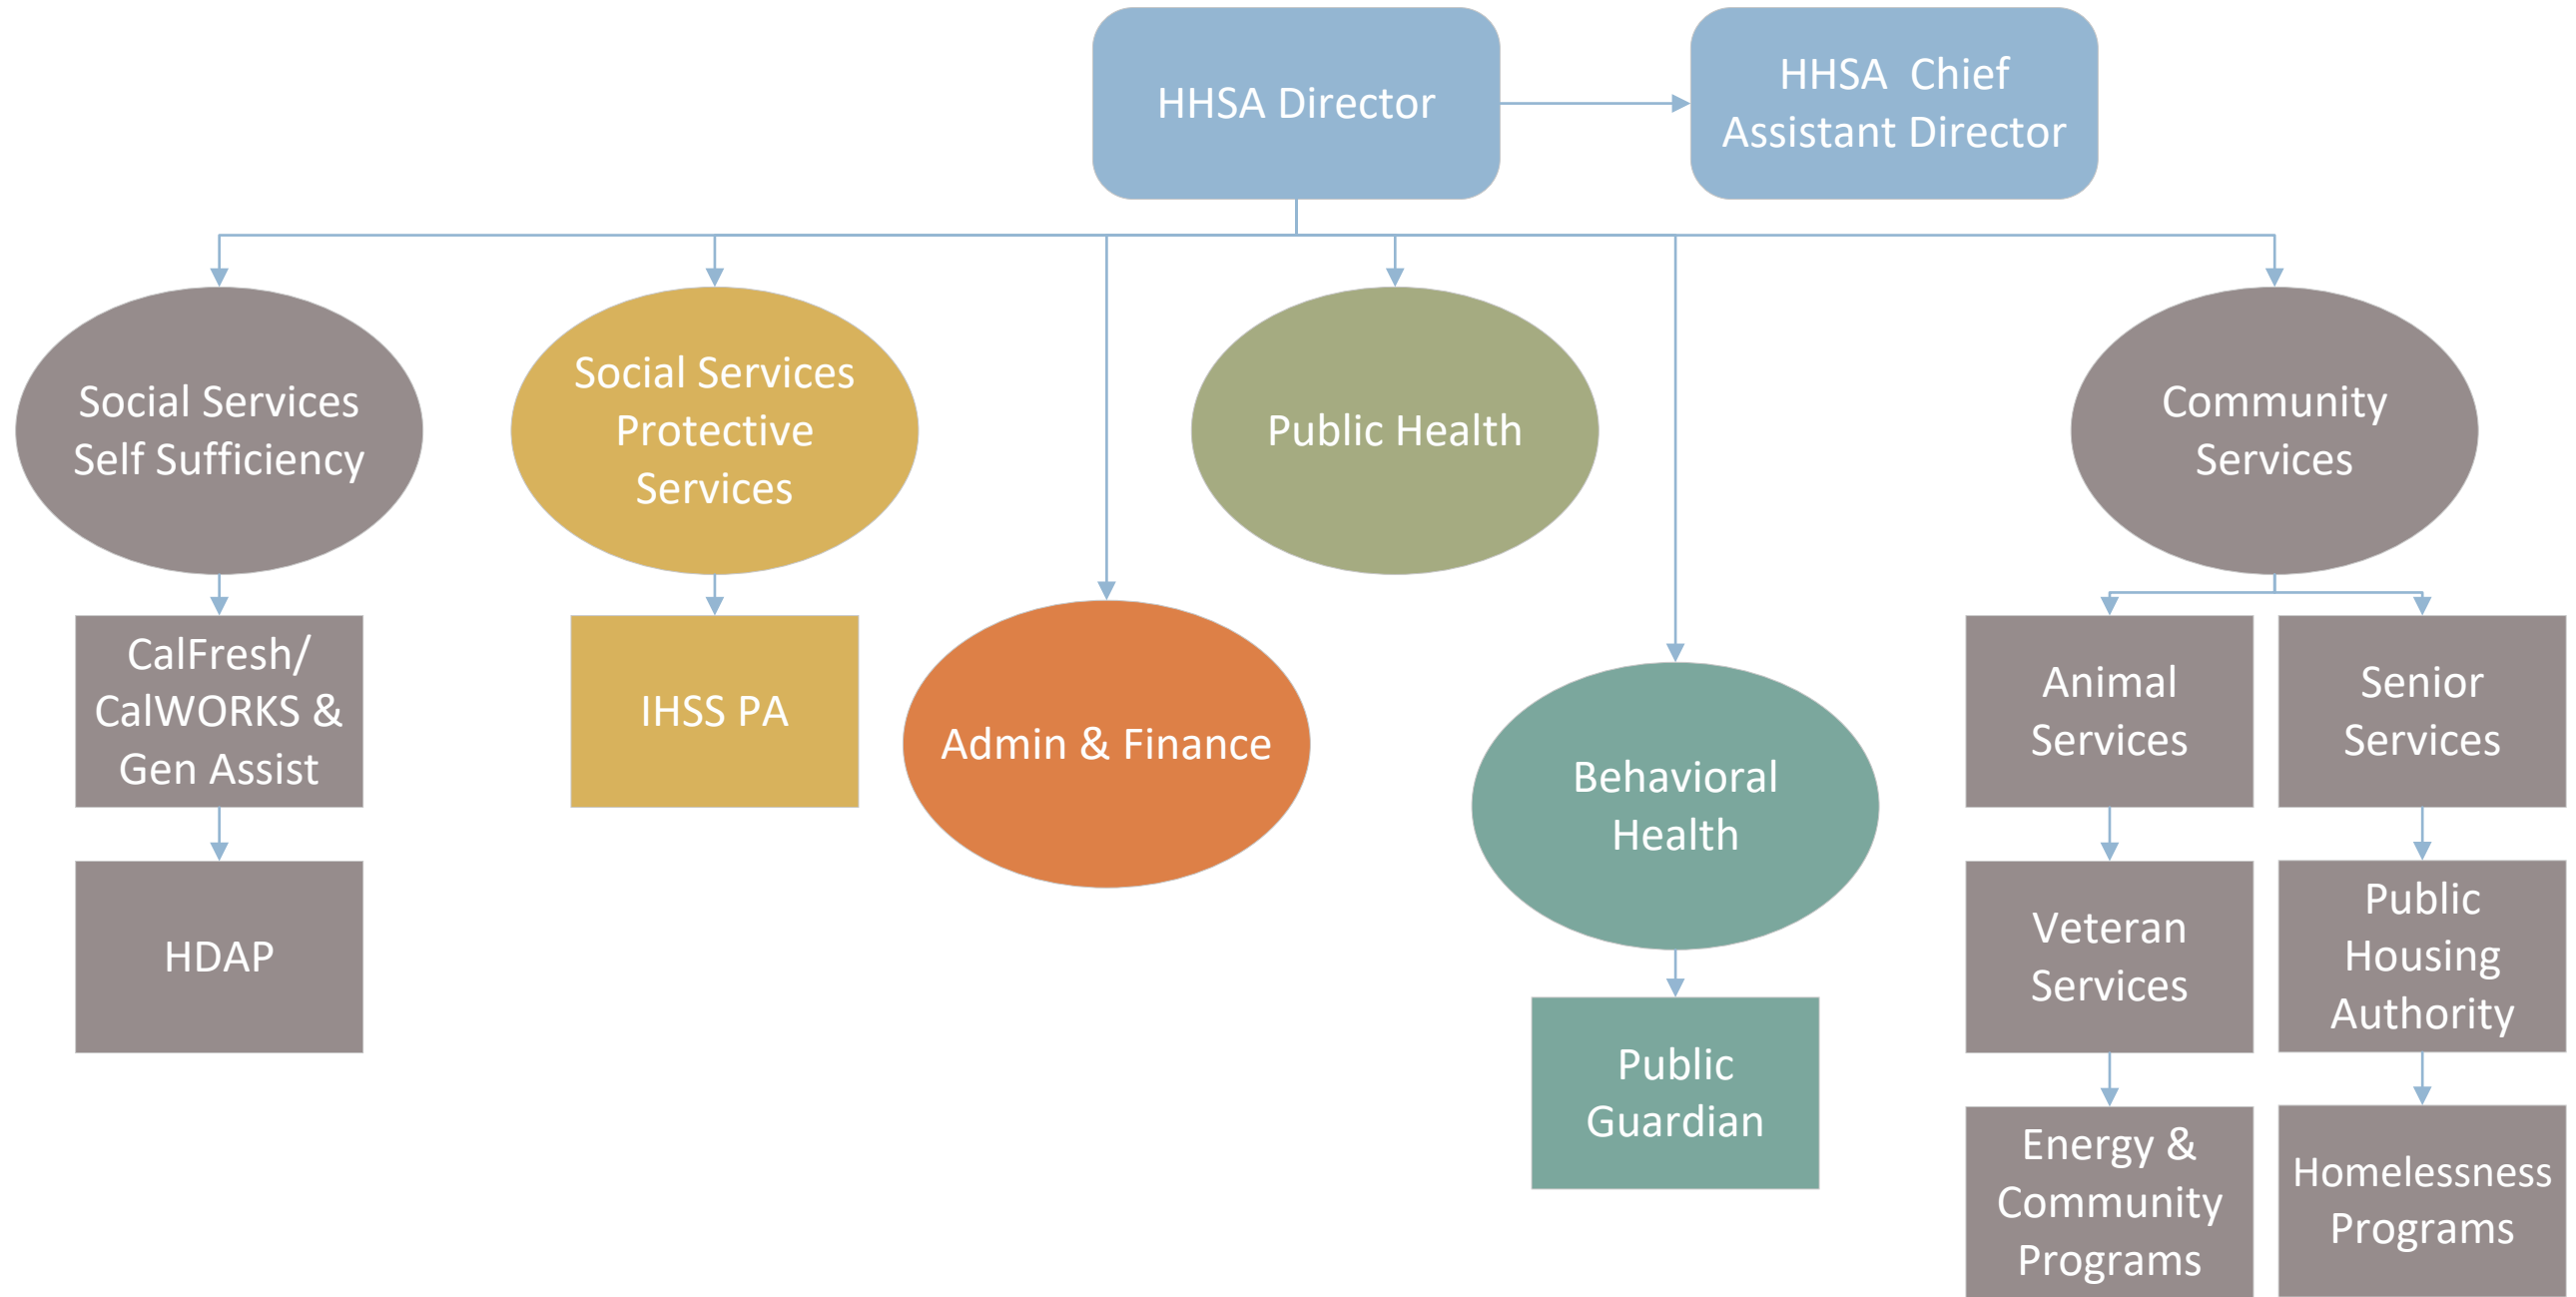 HHSA Director
HHSA  Chief
Assistant Director
Social Services
Self Sufficiency
Social Services
Protective
Services
Public Health
Community
Services
CalFresh/
CalWORKS &
Gen Assist
IHSS PA
Admin & Finance
Behavioral
Health
Animal
Services
Senior
Services
HDAP
Veteran
Services
Public
Housing
Authority
Public
Guardian
Energy &
Community
Programs
Homelessness
Programs